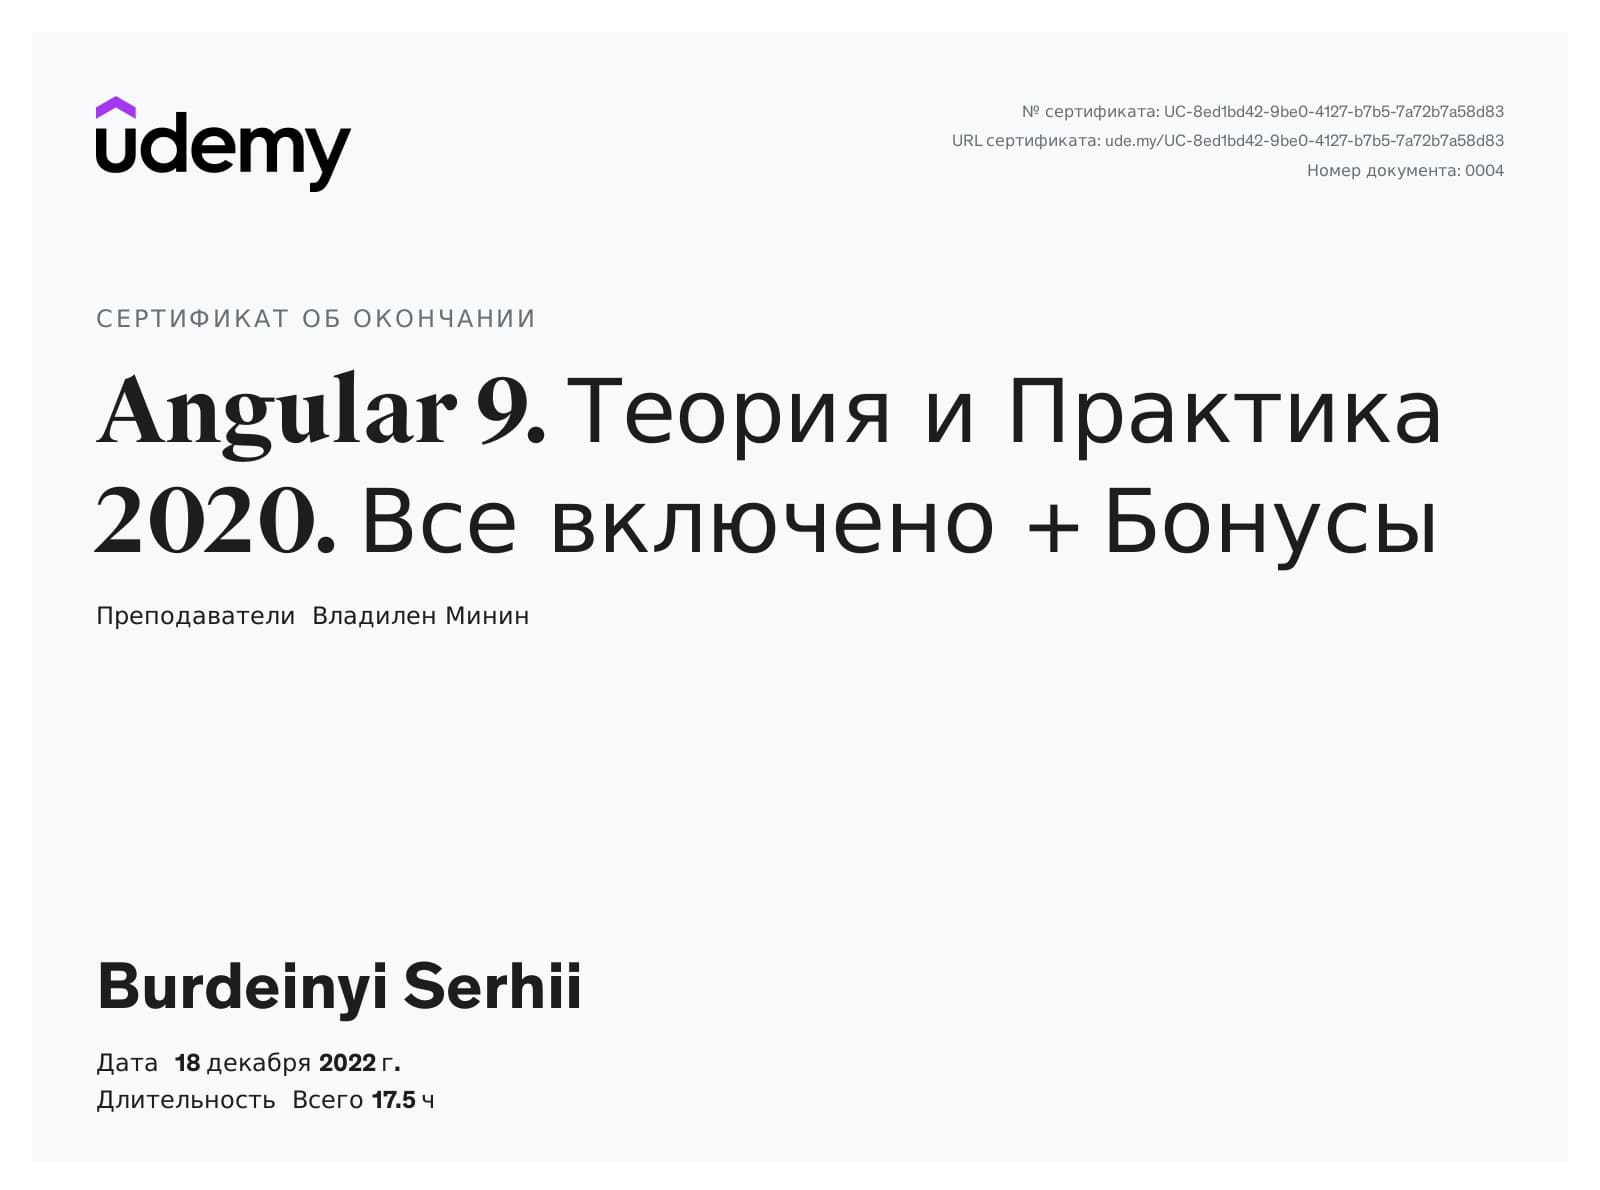 udemy
№ сертификата: UC-8ed1bd42-9be0-4127-b7b5-7a72b7a58d83
URL сертификата: ude.my/UC-8ed1bd42-9be0-4127-b7b5-7a72b7a58d83
Номер документа: 0004
СЕРТИФИКАТ ОБ ОКОНЧАНИИ
Angular 9. Теория и Практика
2020. Все включено + Бонусы
Преподаватели Владилен Минин
Burdeinyi Serhii
Дата 18 декабря 2022 г.
Длительность Всего 17.5 ч